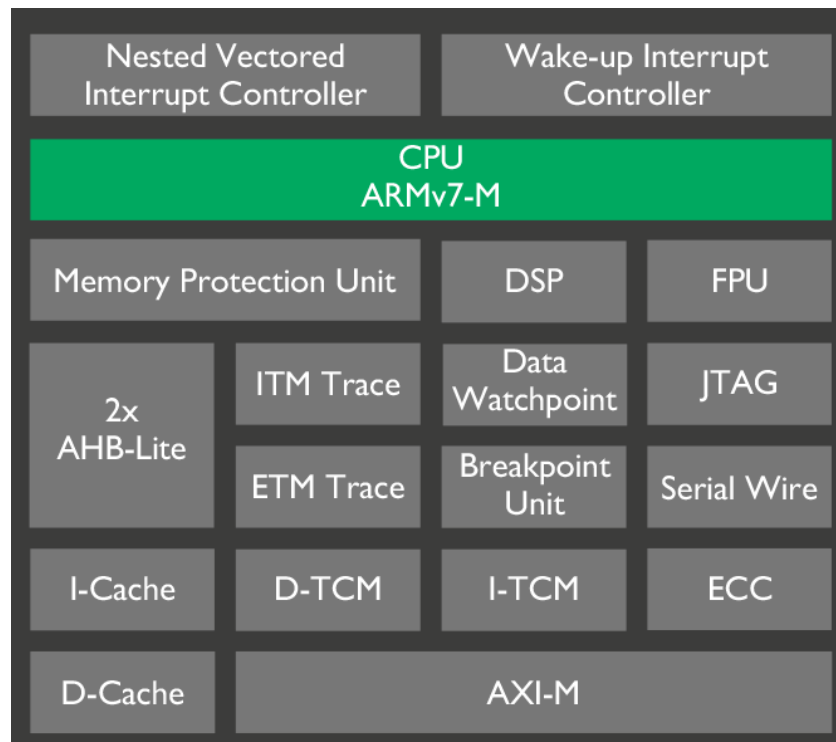 Nested Vectored
Interrupt Controller
Wake-up Interrupt
Controller
CPU
ARMv7-M
Memory Protection Unit
DSP
FPU
2x
AHB-Lite
ITM Trace
Data
Watchpoint
JTAG
ETM Trace
Breakpoint
Unit
Serial Wire
I-Cache
D-TCM
I-TCM
ECC
D-Cache
AXI-M